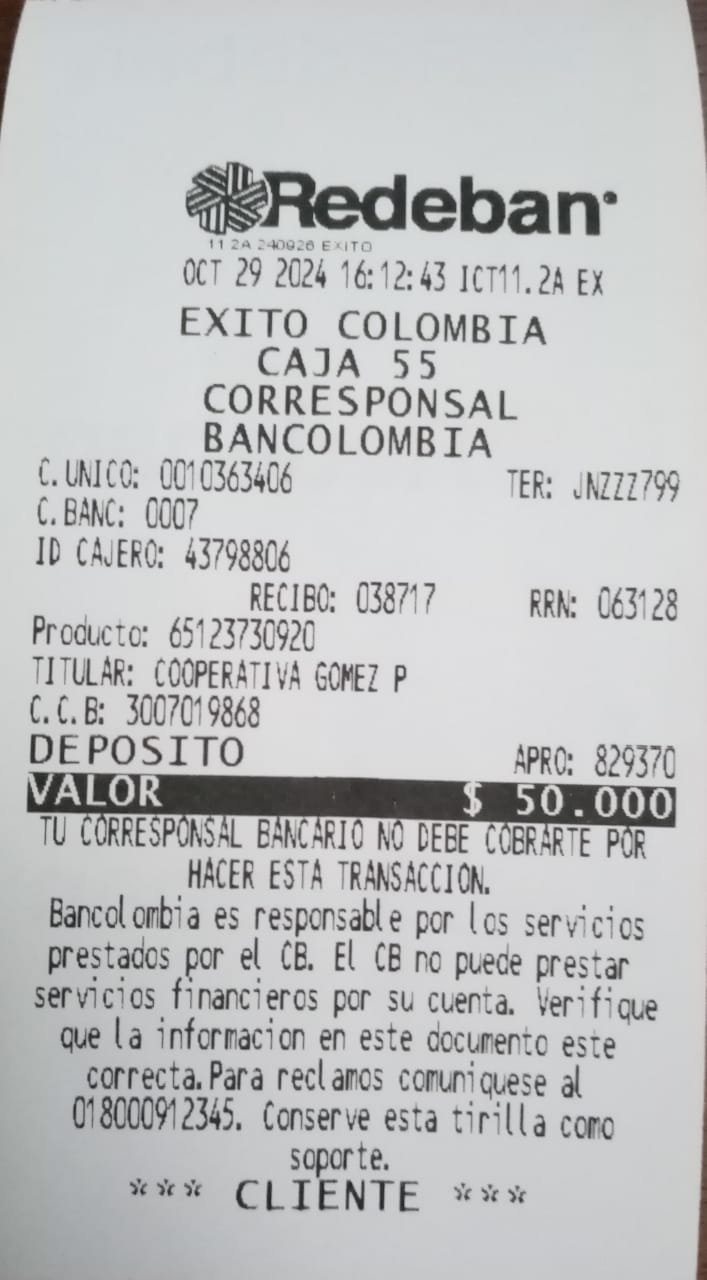 Redeban
11.2A 240926 EXITO
OCT 29 2024 16:12:43 ICT11.2A EX
EXITO COLOMBIA
CAJA 55
CORRESPONSAL
BANCOLOMBIA
C.UNICO: 0010363406 TER: JNZZZ799
C.BANC: 0007
ID CAJERO: 43798806
RECIBO: 038717 RRN: 063128
Producto: 65123730920
TITULAR: COOPERATIVA GOMEZ P
C.C.B: 3007019868
DEPOSITO APRO: 829370
VALOR $ 50.000
TU CORRESPONSAL BANCARIO NO DEBE COBRARTE POR
HACER ESTA TRANSACCION.
Bancolombia es responsable por los servicios
prestados por el CB. El CB no puede prestar
servicios financieros por su cuenta. Verifique
que la informacion en este documento este
correcta.Para reclamos comuniquese al
018000912345. Conserve esta tirilla como
soporte.
*** CLIENTE ***